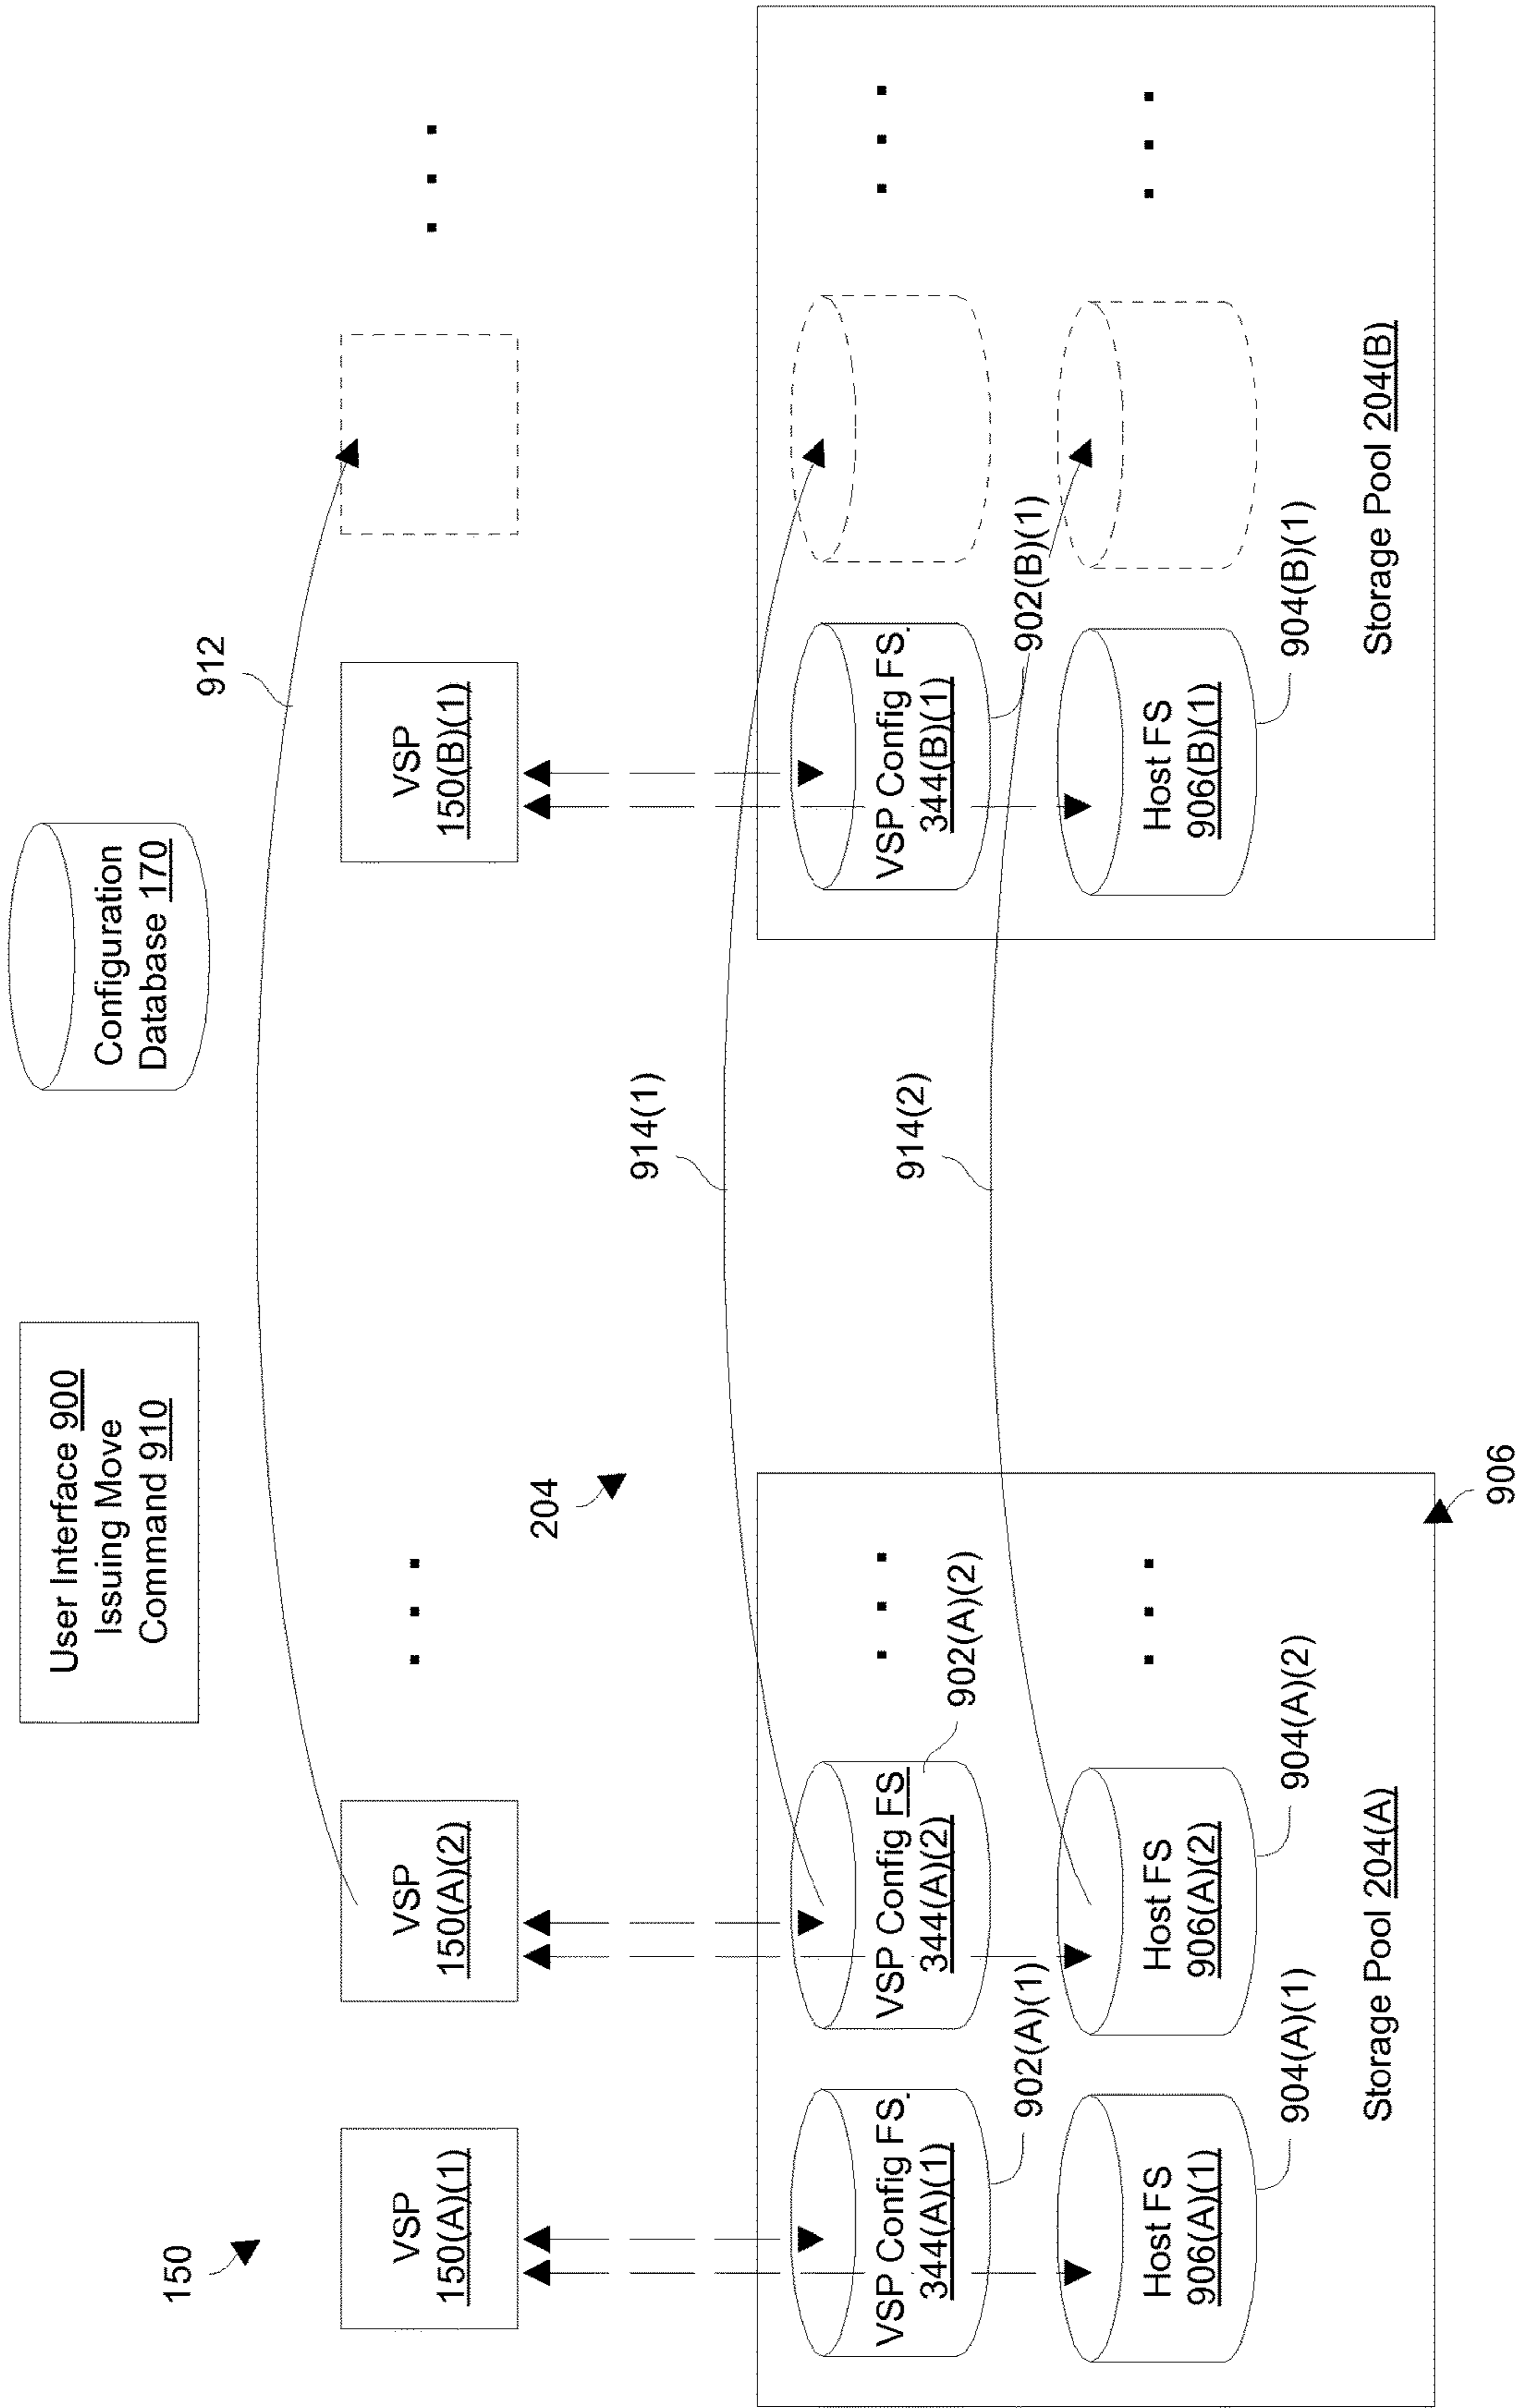 User Interface 900
Issuing Move
Command 910
Configuration
Database 170
912
150
VSP
150(A)(1)
VSP
150(A)(2)
. . .
VSP
150(B)(1)
. . .
204
914(1)
914(2)
VSP Config FS
344(A)(1)
902(A)(1)
VSP Config FS
344(A)(2)
902(A)(2)
. . .
Host FS
906(A)(1)
904(A)(1)
Host FS
906(A)(2)
904(A)(2)
. . .
Storage Pool 204(A)
906
VSP Config FS
344(B)(1)
902(B)(1)
. . .
Host FS
906(B)(1)
904(B)(1)
. . .
Storage Pool 204(B)